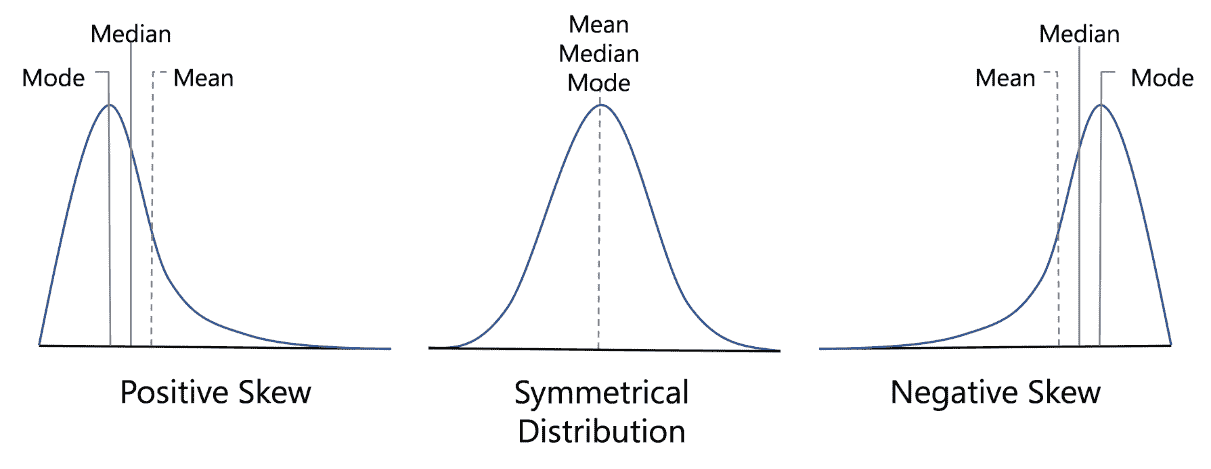 Median
Mode
Mean
Positive Skew
Mean
Median
Mode
Symmetrical
Distribution
Median
Mean
Mode
Negative Skew